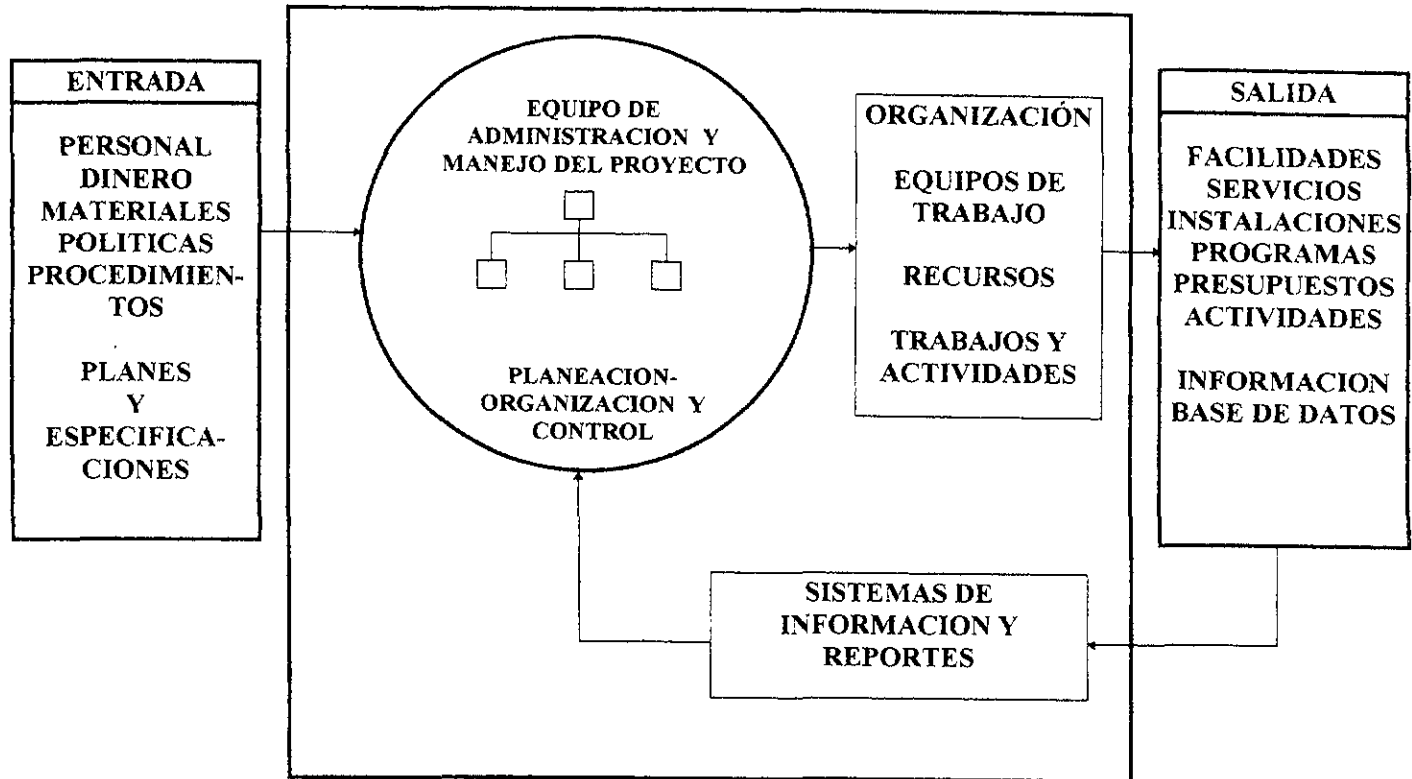 ENTRADA
PERSONAL
DINERO
MATERIALES
POLITICAS
PROCEDIMIEN-
TOS
PLANES
Y
ESPECIFICA-
CIONES
EQUIPO DE
ADMINISTRACION Y
MANEJO DEL PROYECTO
PLANEACION-
ORGANIZACION Y
CONTROL
ORGANIZACIÓN
EQUIPOS DE
TRABAJO
RECURSOS
TRABAJOS Y
ACTIVIDADES
SISTEMAS DE
INFORMACION Y
REPORTES
SALIDA
FACILIDADES
SERVICIOS
INSTALACIONES
PROGRAMAS
PRESUPUESTOS
ACTIVIDADES
INFORMACION
BASE DE DATOS